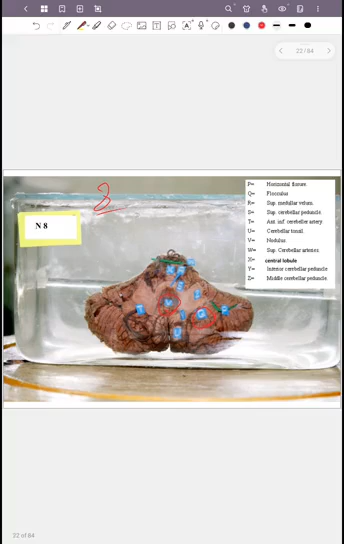 22/84
3
N 8
P= Horizontal fissure
Q= Flocculus
R= Sup. medullar velum.
S= Sup. cerebellar peduncle.
T= Ant. inf. cerebellar artery
U= Cerebellar tonsil.
V= Nodulus
W= Sup. Cerebellar arteries.
X= central lobule
Y= Inferior cerebellar peduncle
Z= Middle cerebellar peduncle.
22 of 84